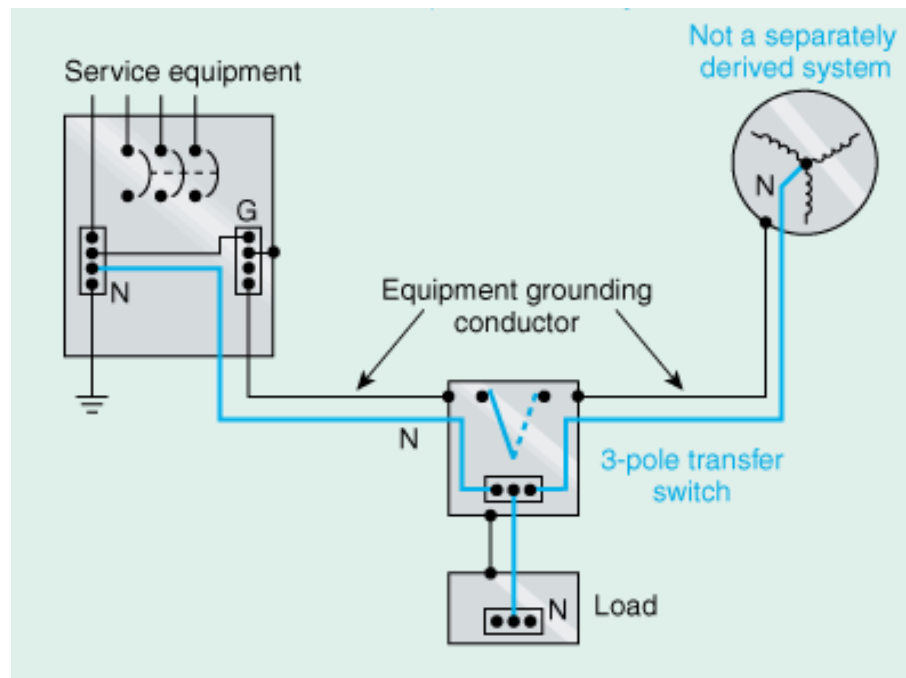 Not a separately
derived system
Service equipment
G
N
N
Equipment grounding
conductor
N
3-pole transfer
switch
N
Load